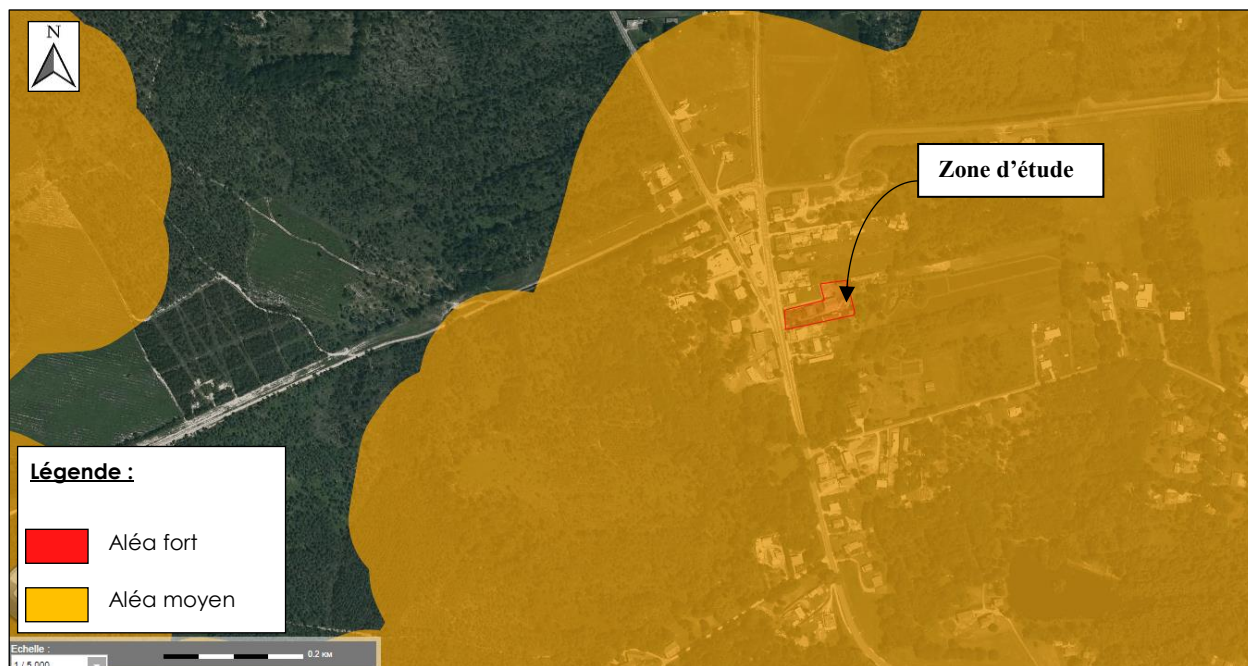 N
Zone d’étude
Légende :
Aléa fort
Aléa moyen
Echelle :
0.2 KM
1 / 5 000